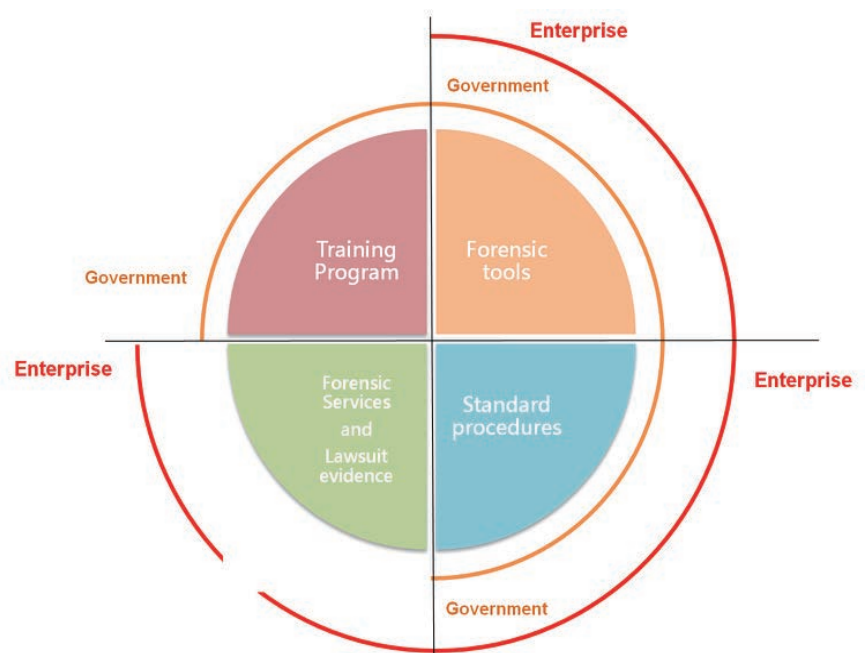 Enterprise
Government
Training
Program
Forensic
tools
Government
Enterprise
Enterprise
Forensic
Services
and
Lawsuit
evidence
Standard
procedures
Government